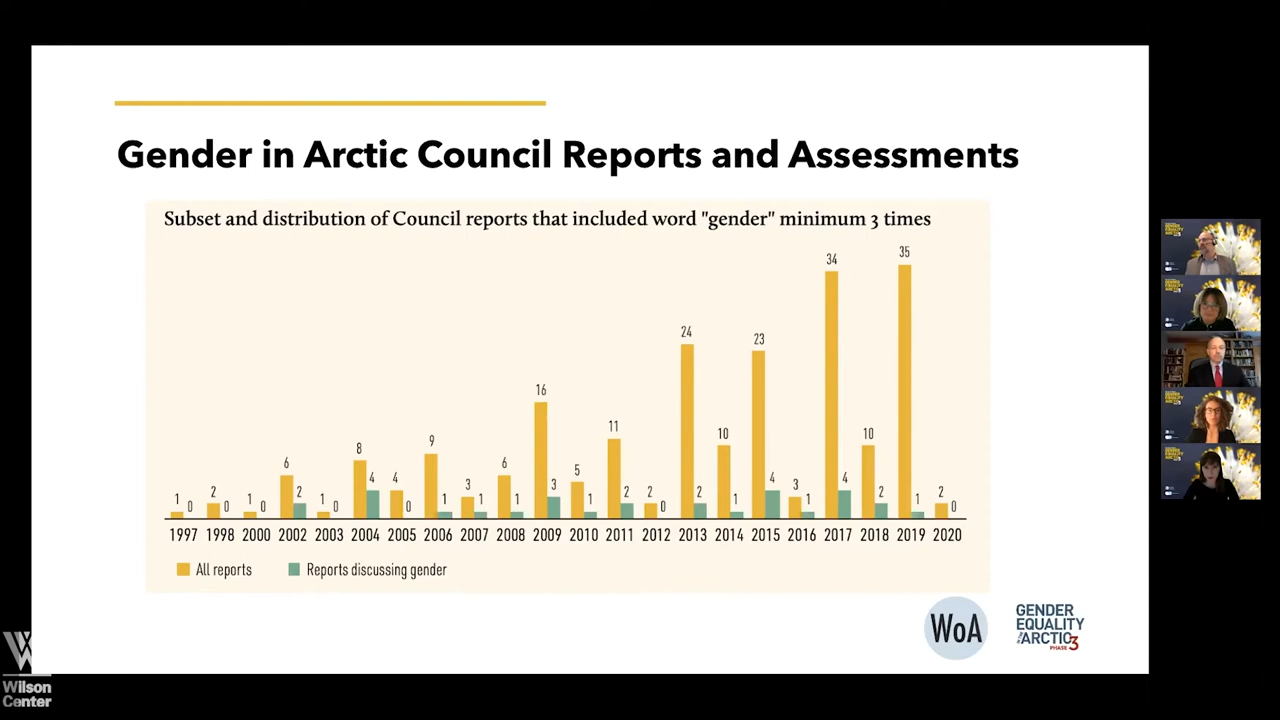 Gender in Arctic Council Reports and Assessments
Subset and distribution of Council reports that included word "gender" minimum 3 times
1 0 2 0 1 0 6 2 1 0 8 4 4 0 9 1 3 1 6 1 16 3 5 1 11 2 2 0 24 2 10 1 23 4 3 1 34 4 10 2 35 1 2 0
1997 1998 2000 2002 2003 2004 2005 2006 2007 2008 2009 2010 2011 2012 2013 2014 2015 2016 2017 2018 2019 2020
All reports Reports discussing gender
WoA
GENDER
EQUALITY
ARCTIC
PHASE 3
Wilson
Center